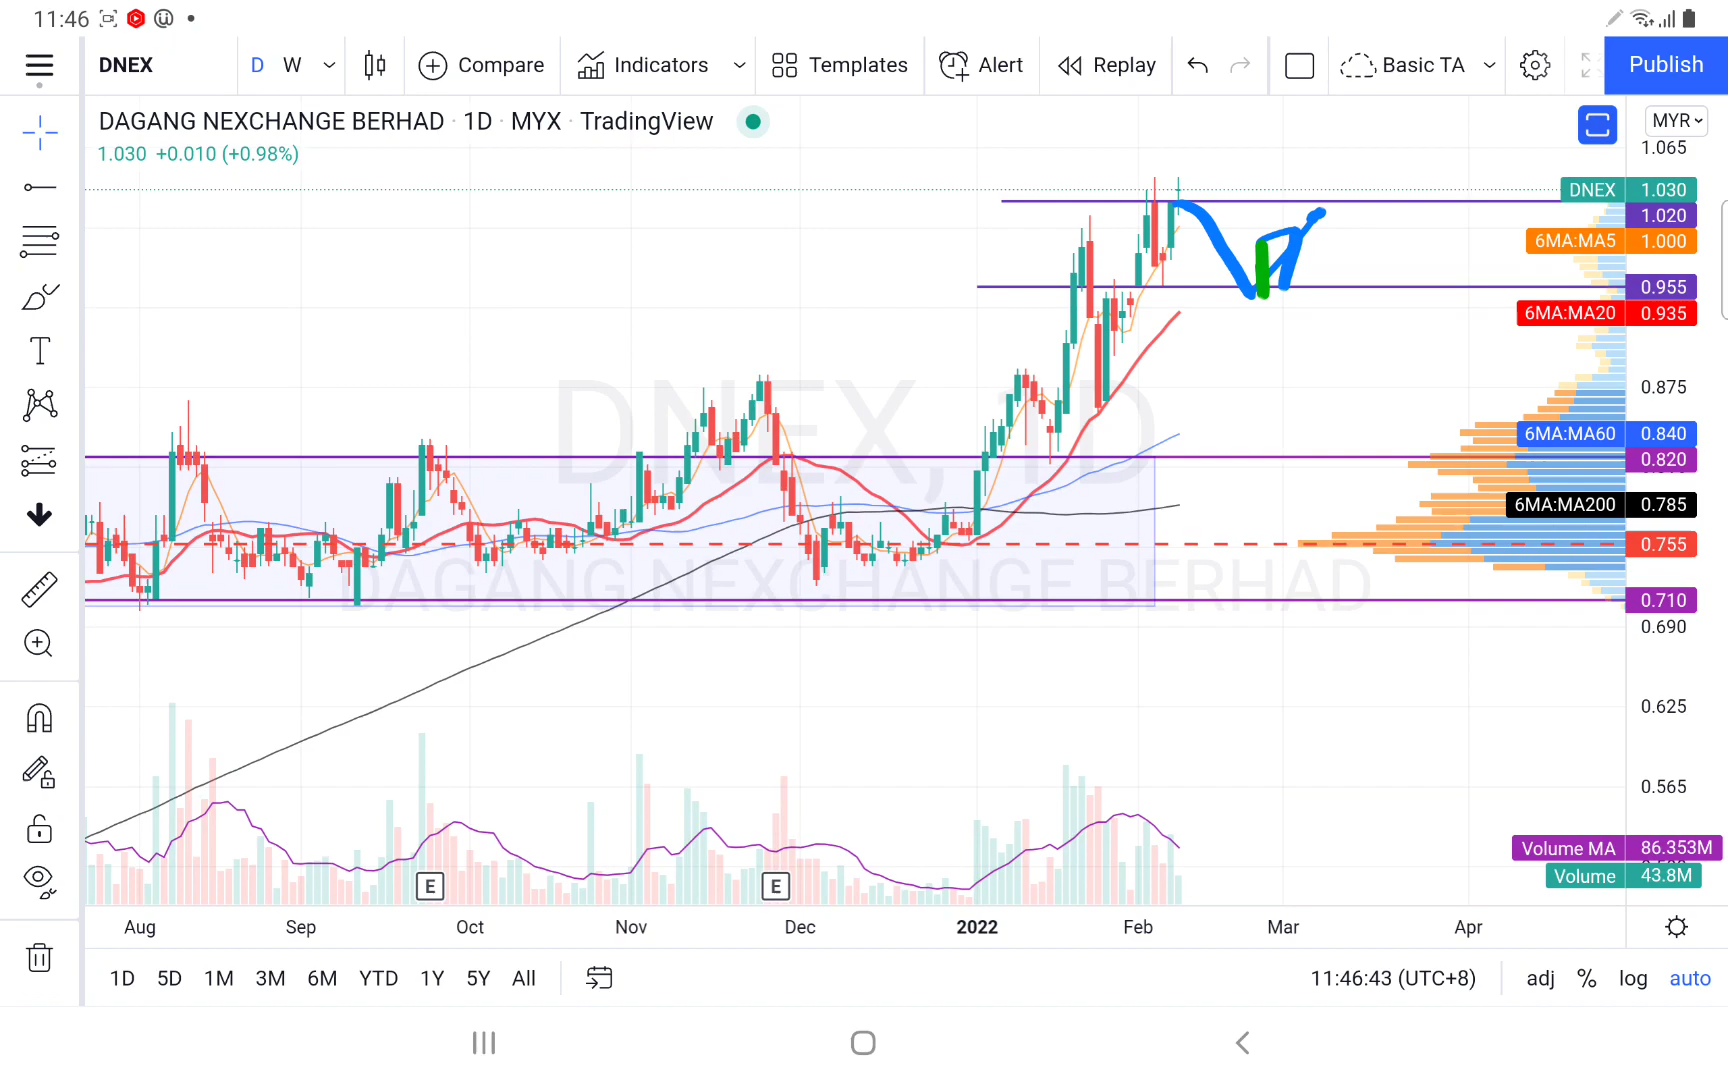 11:46
DNEX D W Compare Indicators Templates Alert Replay Basic TA Publish
DAGANG NEXCHANGE BERHAD · 1D · MYX · TradingView
MYR
1.030 +0.010 (+0.98%)
1.065
DNEX 1.030
1.020
6MA:MA5 1.000
0.955
6MA:MA20 0.935
0.875
DNEX, 1D
6MA:MA60 0.840
0.820
6MA:MA200 0.785
0.755
DAGANG NEXCHANGE BERHAD
0.710
0.690
0.625
0.565
Volume MA 86.353M
Volume 43.8M
E E
Aug Sep Oct Nov Dec 2022 Feb Mar Apr
1D 5D 1M 3M 6M YTD 1Y 5Y All 11:46:43 (UTC+8) adj % log auto